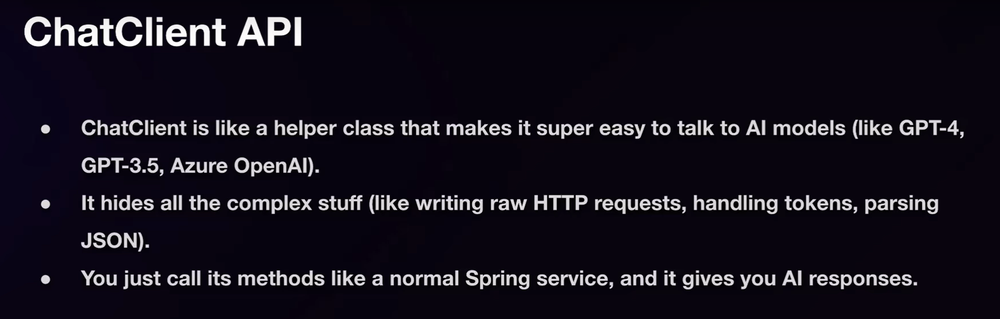 ChatClient API
● ChatClient is like a helper class that makes it super easy to talk to AI models (like GPT-4,
GPT-3.5, Azure OpenAI).
● It hides all the complex stuff (like writing raw HTTP requests, handling tokens, parsing
JSON).
● You just call its methods like a normal Spring service, and it gives you AI responses.